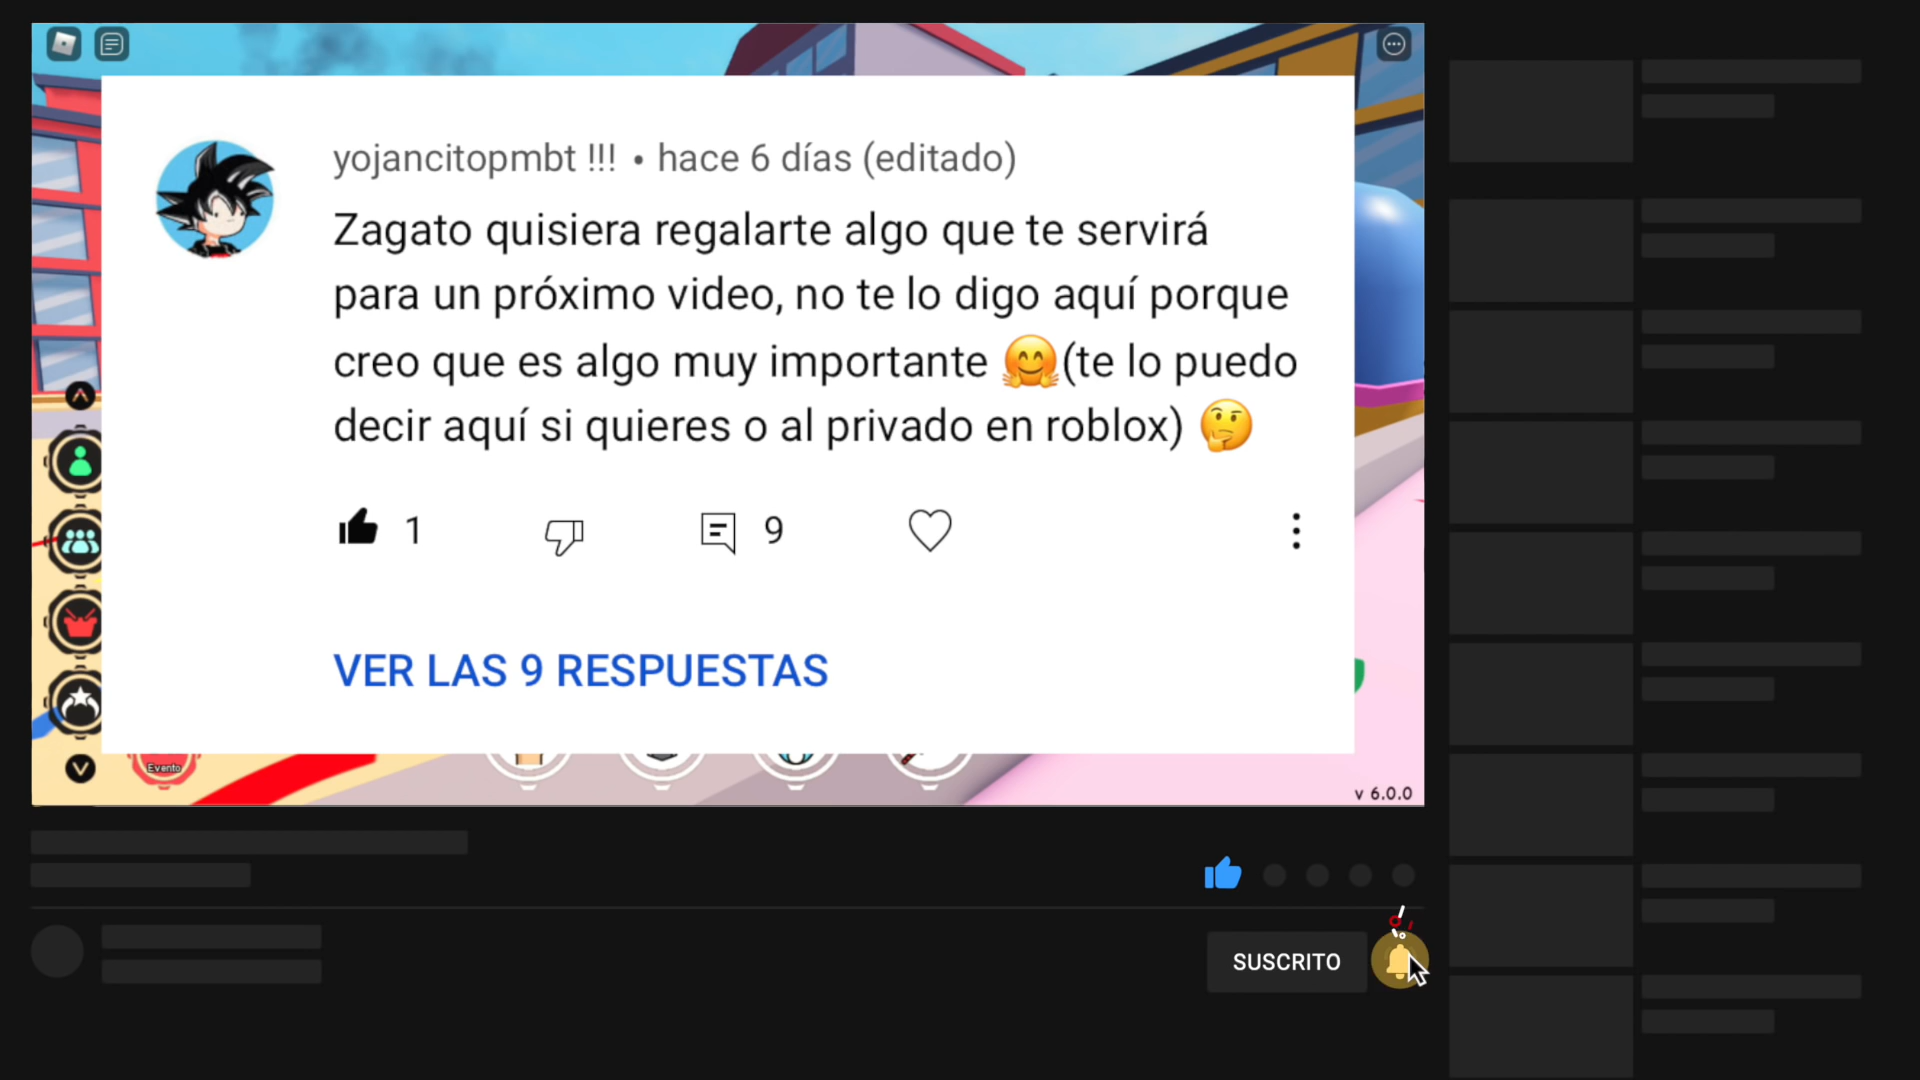 yojancitopmbt !!! • hace 6 días (editado)
Zagato quisiera regalarte algo que te servirá
para un próximo video, no te lo digo aquí porque
creo que es algo muy importante 🤗(te lo puedo
decir aquí si quieres o al privado en roblox) 🤔
1
9
VER LAS 9 RESPUESTAS
Evento
v 6.0.0
SUSCRITO